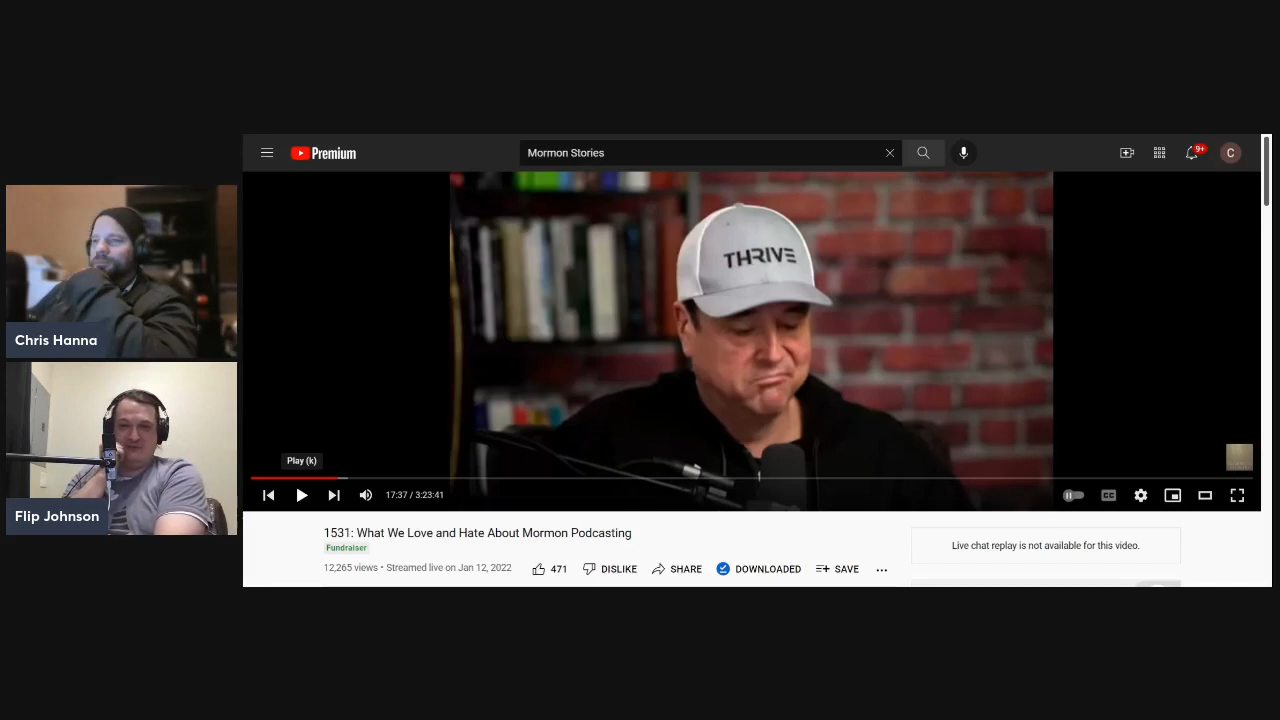 Premium
Mormon Stories
9+
C
THRIVE
Play (k)
17:37 / 3:23:41
1531: What We Love and Hate About Mormon Podcasting
Fundraiser
12,265 views • Streamed live on Jan 12, 2022
471
DISLIKE
SHARE
DOWNLOADED
SAVE
Live chat replay is not available for this video.
Chris Hanna
Flip Johnson